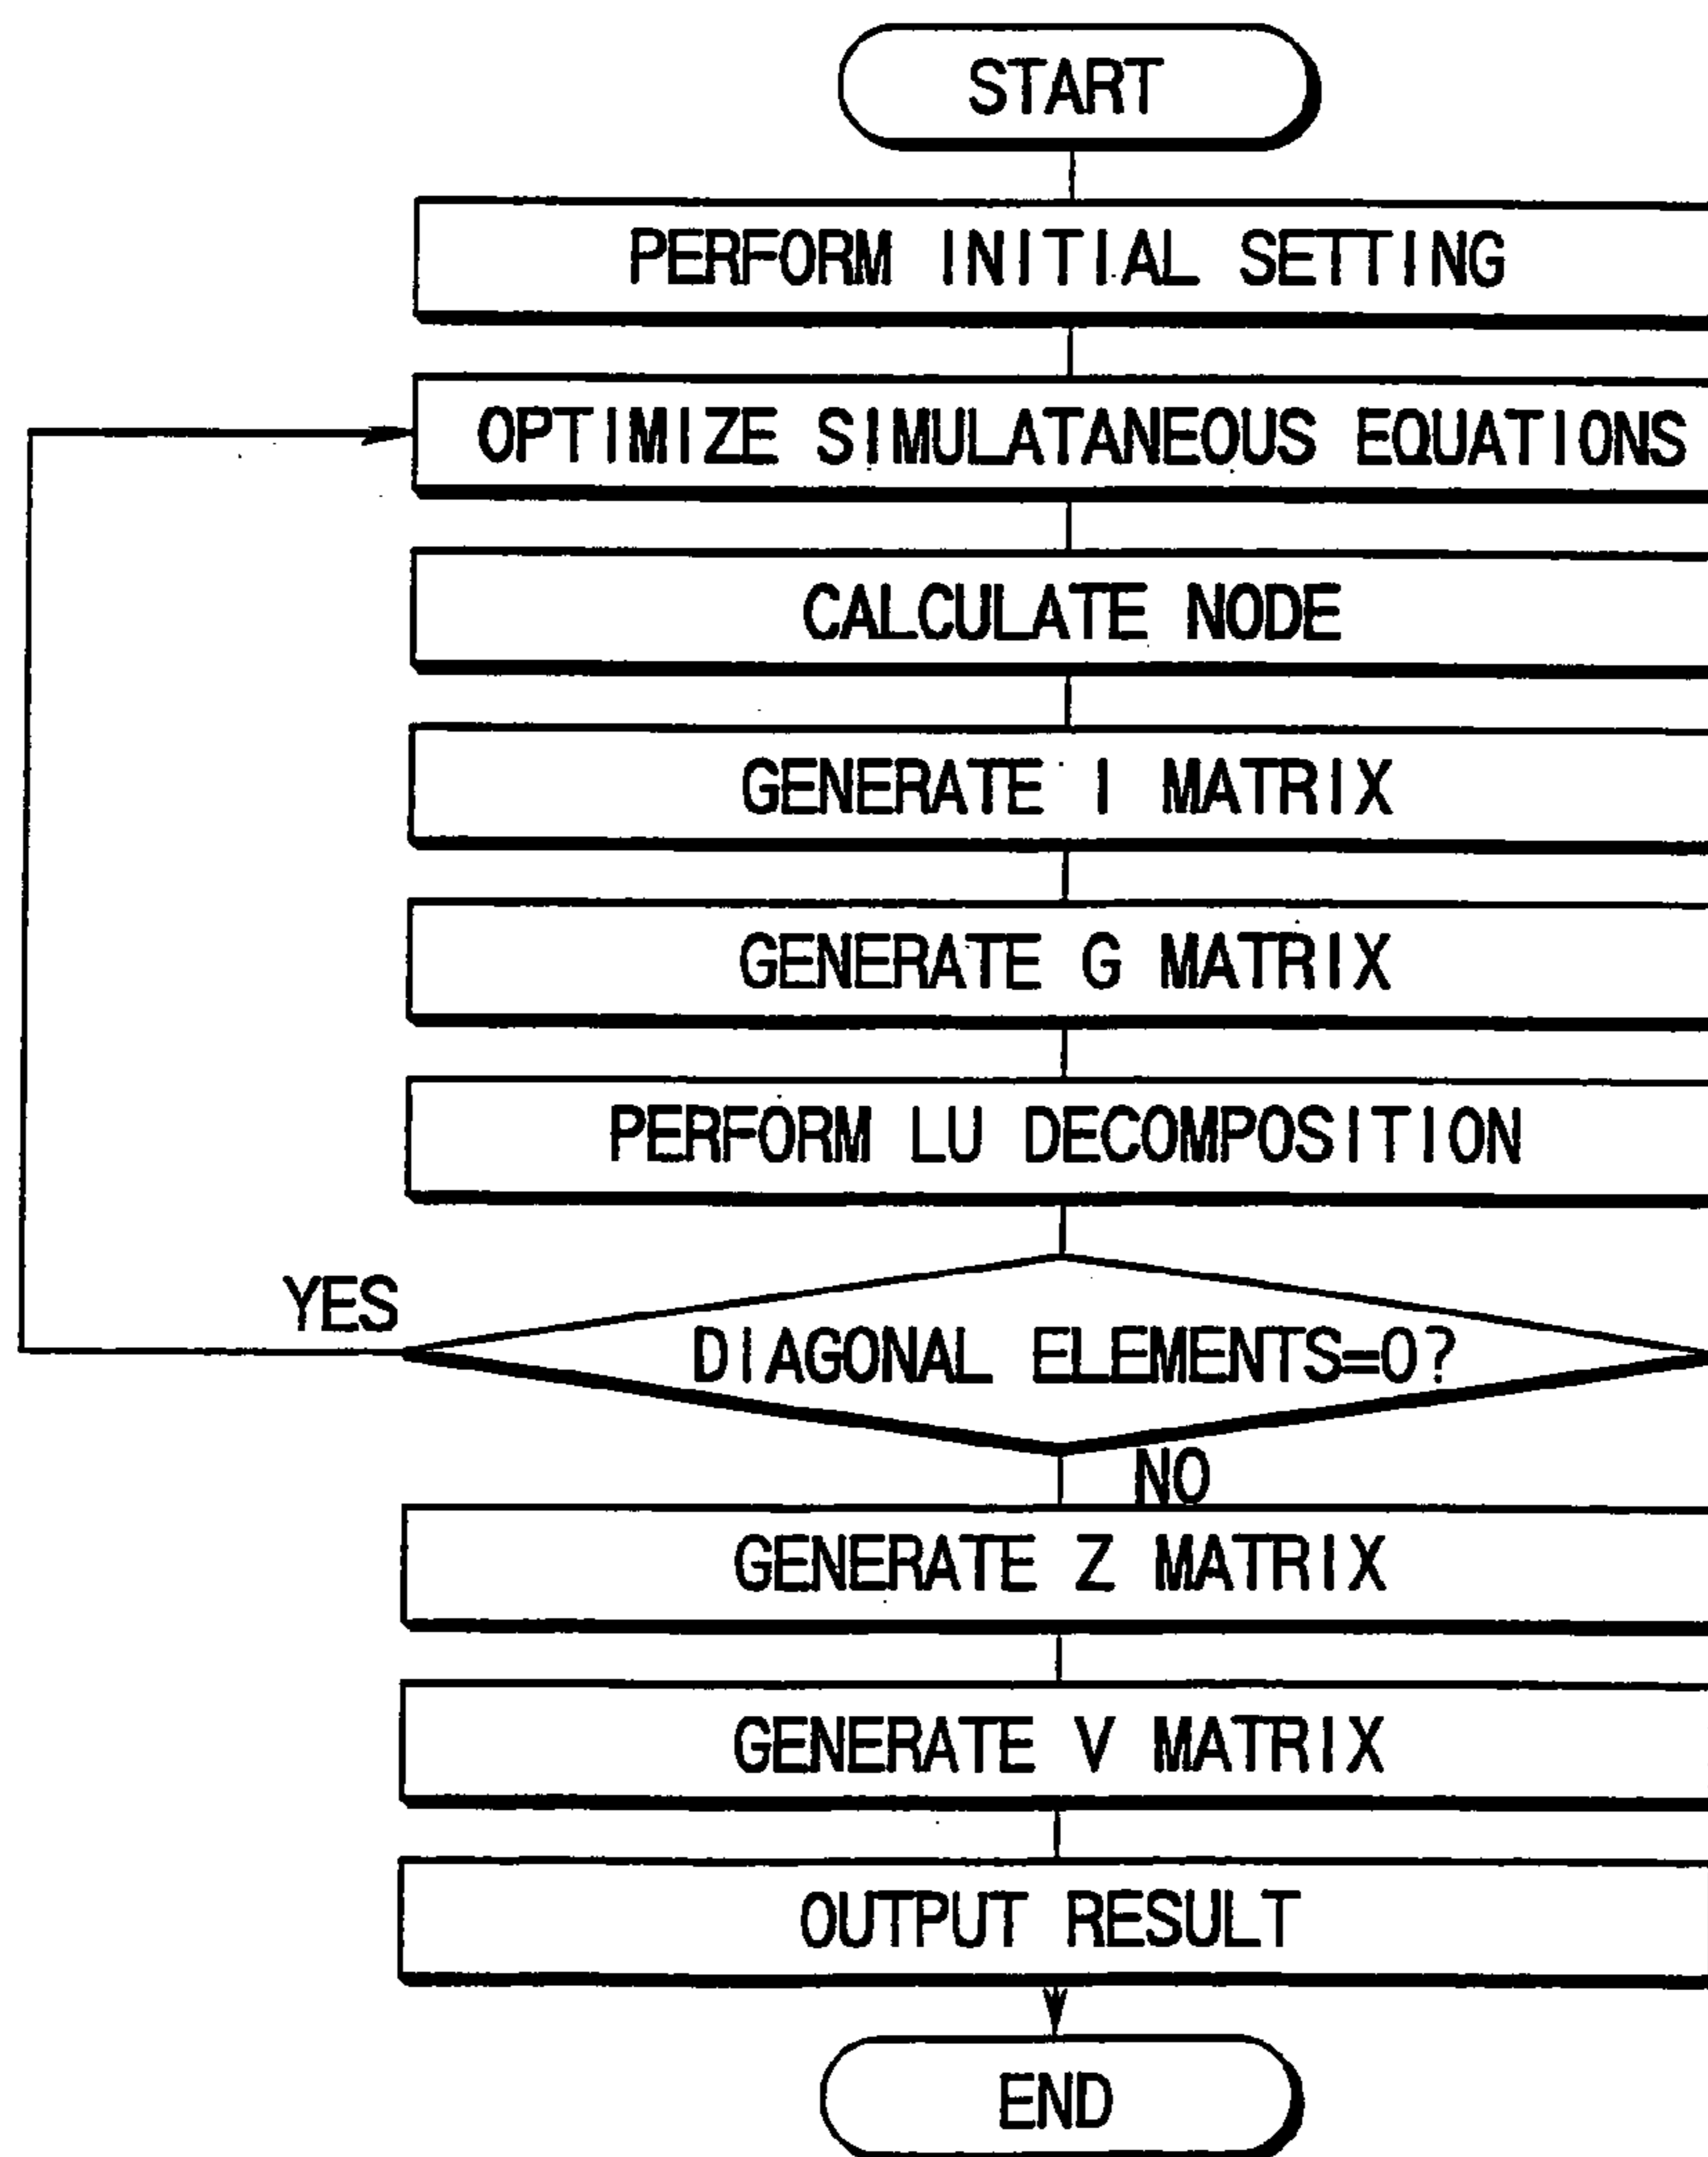 START
PERFORM INITIAL SETTING
OPTIMIZE SIMULATANEOUS EQUATIONS
CALCULATE NODE
GENERATE I MATRIX
GENERATE G MATRIX
PERFORM LU DECOMPOSITION
YES
DIAGONAL ELEMENTS=0?
NO
GENERATE Z MATRIX
GENERATE V MATRIX
OUTPUT RESULT
END